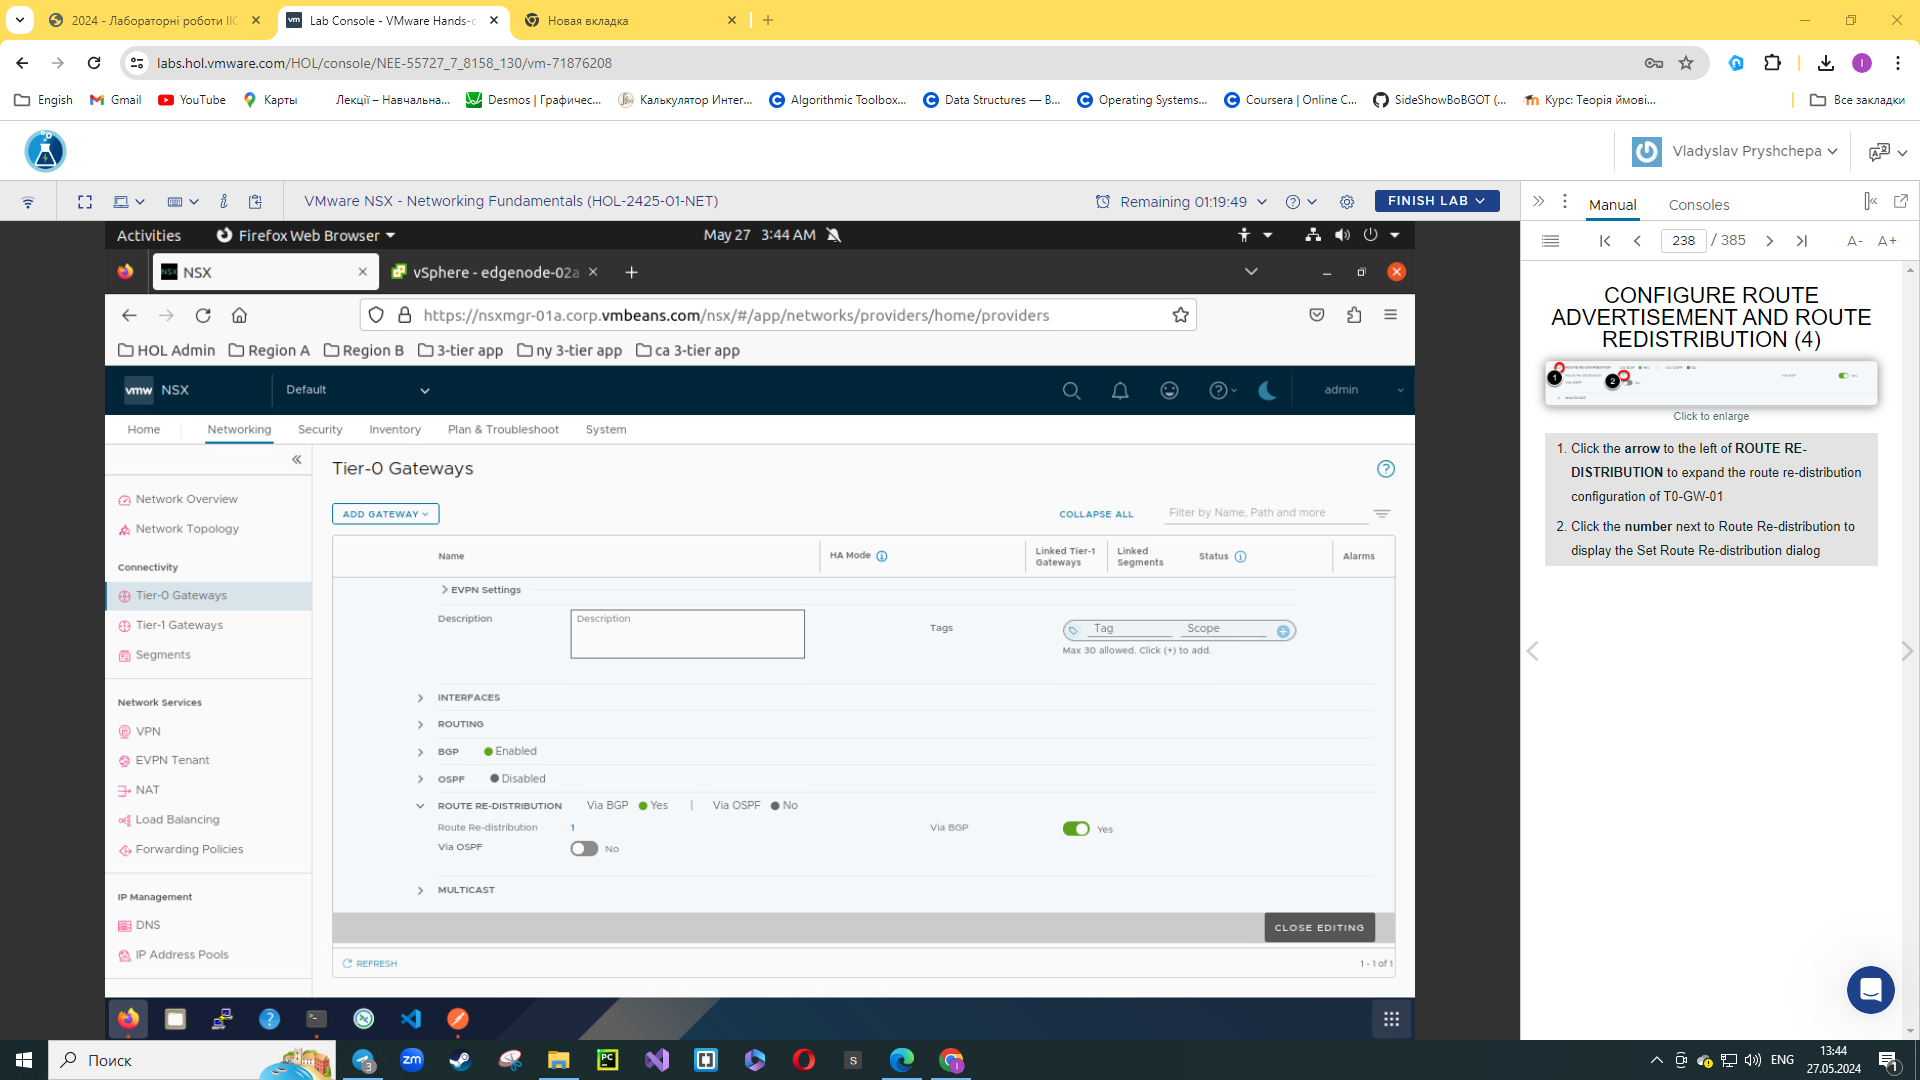 2024 - Лабораторні роботи ІІС
Lab Console - VMware Hands-o
Новая вкладка
labs.hol.vmware.com/HOL/console/NEE-55727_7_8158_130/vm-71876208
Engish
Gmail
YouTube
Карты
Лекції – Навчальна...
Desmos | Графичес...
Калькулятор Интег...
Algorithmic Toolbox...
Data Structures — В...
Operating Systems...
Coursera | Online C...
SideShowBoBGOT (...
Курс: Теорія ймові...
Все закладки
Vladyslav Pryshchepa
VMware NSX - Networking Fundamentals (HOL-2425-01-NET)
Remaining 01:19:49
FINISH LAB
Manual
Consoles
238 / 385
A- A+
Activities
Firefox Web Browser
May 27 3:44 AM
NSX
vSphere - edgenode-02a
https://nsxmgr-01a.corp.vmbeans.com/nsx/#/app/networks/providers/home/providers
HOL Admin
Region A
Region B
3-tier app
ny 3-tier app
ca 3-tier app
vmw NSX
Default
admin
Home
Networking
Security
Inventory
Plan & Troubleshoot
System
Network Overview
Network Topology
Connectivity
Tier-0 Gateways
Tier-1 Gateways
Segments
Network Services
VPN
EVPN Tenant
NAT
Load Balancing
Forwarding Policies
IP Management
DNS
IP Address Pools
Tier-0 Gateways
ADD GATEWAY
COLLAPSE ALL
Filter by Name, Path and more
Name
HA Mode
Linked Tier-1 Gateways
Linked Segments
Status
Alarms
EVPN Settings
Description
Description
Tags
Tag
Scope
Max 30 allowed. Click (+) to add.
INTERFACES
ROUTING
BGP Enabled
OSPF Disabled
ROUTE RE-DISTRIBUTION Via BGP Yes | Via OSPF No
Route Re-distribution 1
Via BGP Yes
Via OSPF No
MULTICAST
CLOSE EDITING
REFRESH
1 - 1 of 1
CONFIGURE ROUTE
ADVERTISEMENT AND ROUTE
REDISTRIBUTION (4)
Click to enlarge
1. Click the arrow to the left of ROUTE RE-
DISTRIBUTION to expand the route re-distribution
configuration of T0-GW-01
2. Click the number next to Route Re-distribution to
display the Set Route Re-distribution dialog
Поиск
ENG
13:44
27.05.2024